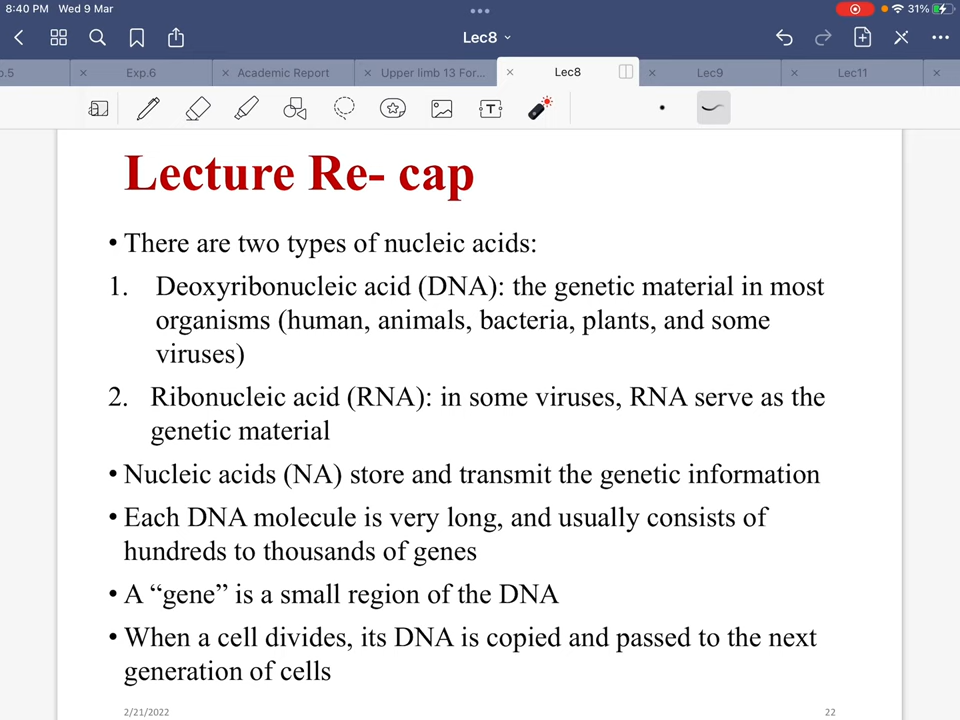 8:40 PM Wed 9 Mar 31%
Lec8
o.5 Exp.6 Academic Report Upper limb 13 For... Lec8 Lec9 Lec11
T
Lecture Re- cap
• There are two types of nucleic acids:
1. Deoxyribonucleic acid (DNA): the genetic material in most
organisms (human, animals, bacteria, plants, and some
viruses)
2. Ribonucleic acid (RNA): in some viruses, RNA serve as the
genetic material
• Nucleic acids (NA) store and transmit the genetic information
• Each DNA molecule is very long, and usually consists of
hundreds to thousands of genes
• A “gene” is a small region of the DNA
• When a cell divides, its DNA is copied and passed to the next
generation of cells
2/21/2022 22